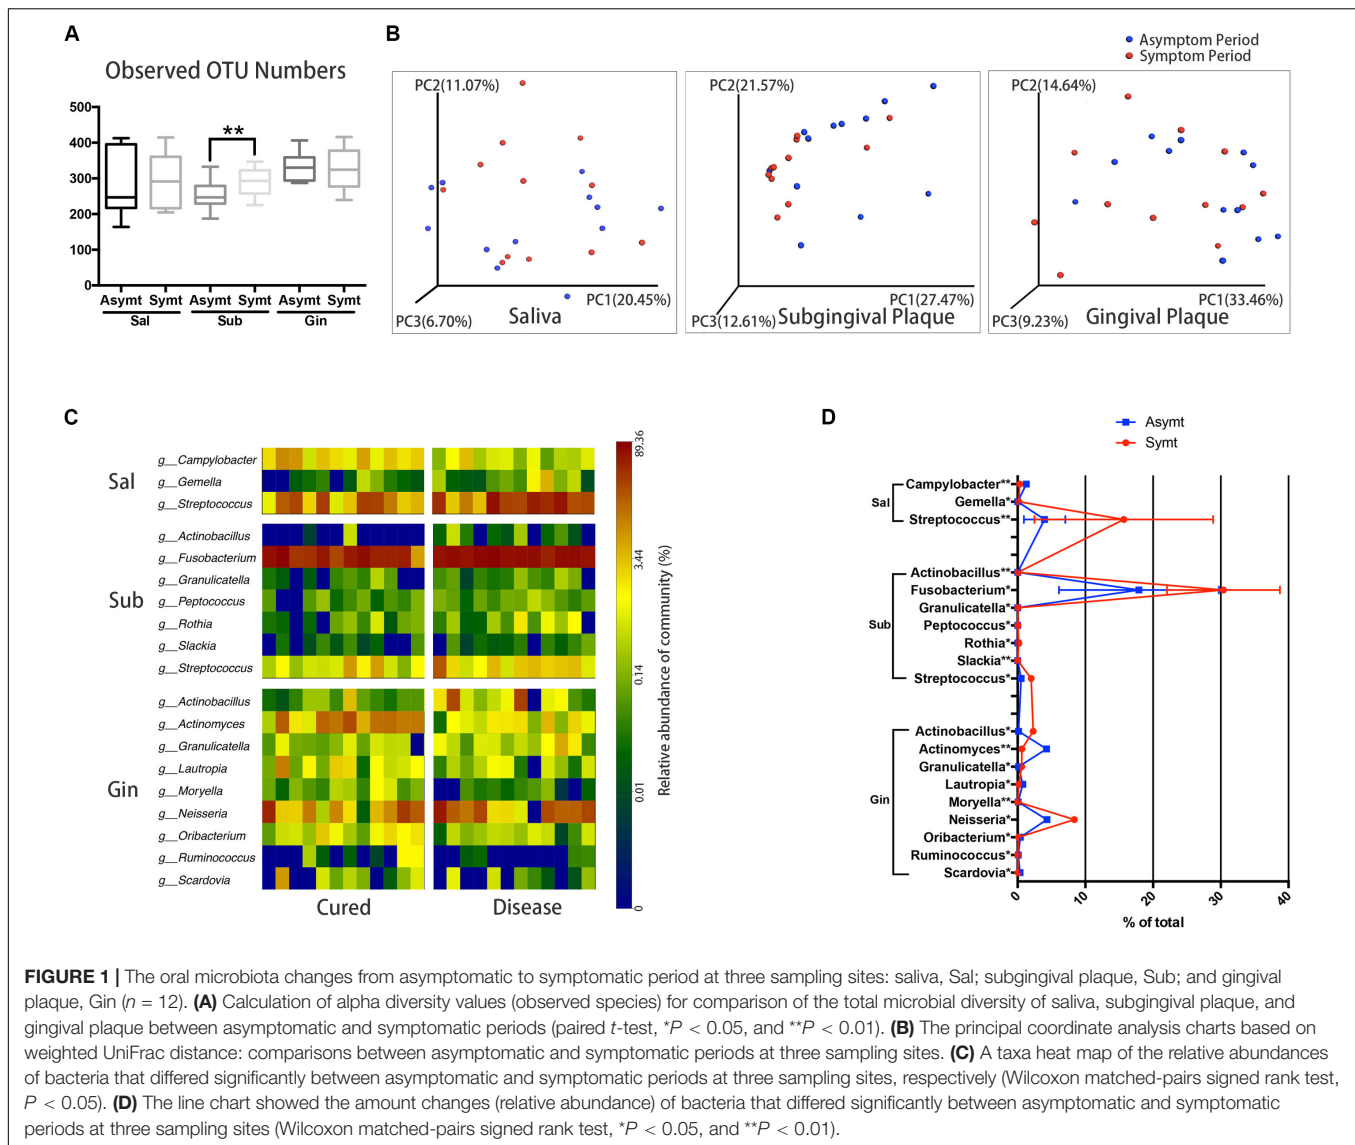 A
Observed OTU Numbers
500
400
300
200
100
0
**
Asymt Symt Asymt Symt Asymt Symt
Sal Sub Gin
B
Asymptom Period
Symptom Period
PC2(11.07%)
PC1(20.45%)
PC3(6.70%)
Saliva
PC2(21.57%)
PC1(27.47%)
PC3(12.61%)
Subgingival Plaque
PC2(14.64%)
PC1(33.46%)
PC3(9.23%)
Gingival Plaque
C
Sal
g__Campylobacter
g__Gemella
g__Streptococcus
Sub
g__Actinobacillus
g__Fusobacterium
g__Granulicatella
g__Peptococcus
g__Rothia
g__Slackia
g__Streptococcus
Gin
g__Actinobacillus
g__Actinomyces
g__Granulicatella
g__Lautropia
g__Moryella
g__Neisseria
g__Oribacterium
g__Ruminococcus
g__Scardovia
Cured
Disease
89.36
3.44
0.14
0.01
0
Relative abundance of community (%)
D
Asymt
Symt
Sal
Campylobacter**
Gemella*
Streptococcus**
Sub
Actinobacillus**
Fusobacterium*
Granulicatella*
Peptococcus*
Rothia*
Slackia**
Streptococcus*
Gin
Actinobacillus*
Actinomyces**
Granulicatella*
Lautropia*
Moryella**
Neisseria*
Oribacterium*
Ruminococcus*
Scardovia*
0 10 20 30 40
% of total
FIGURE 1 | The oral microbiota changes from asymptomatic to symptomatic period at three sampling sites: saliva, Sal; subgingival plaque, Sub; and gingival
plaque, Gin (n = 12). (A) Calculation of alpha diversity values (observed species) for comparison of the total microbial diversity of saliva, subgingival plaque, and
gingival plaque between asymptomatic and symptomatic periods (paired t-test, *P < 0.05, and **P < 0.01). (B) The principal coordinate analysis charts based on
weighted UniFrac distance: comparisons between asymptomatic and symptomatic periods at three sampling sites. (C) A taxa heat map of the relative abundances
of bacteria that differed significantly between asymptomatic and symptomatic periods at three sampling sites, respectively (Wilcoxon matched-pairs signed rank test,
P < 0.05). (D) The line chart showed the amount changes (relative abundance) of bacteria that differed significantly between asymptomatic and symptomatic
periods at three sampling sites (Wilcoxon matched-pairs signed rank test, *P < 0.05, and **P < 0.01).